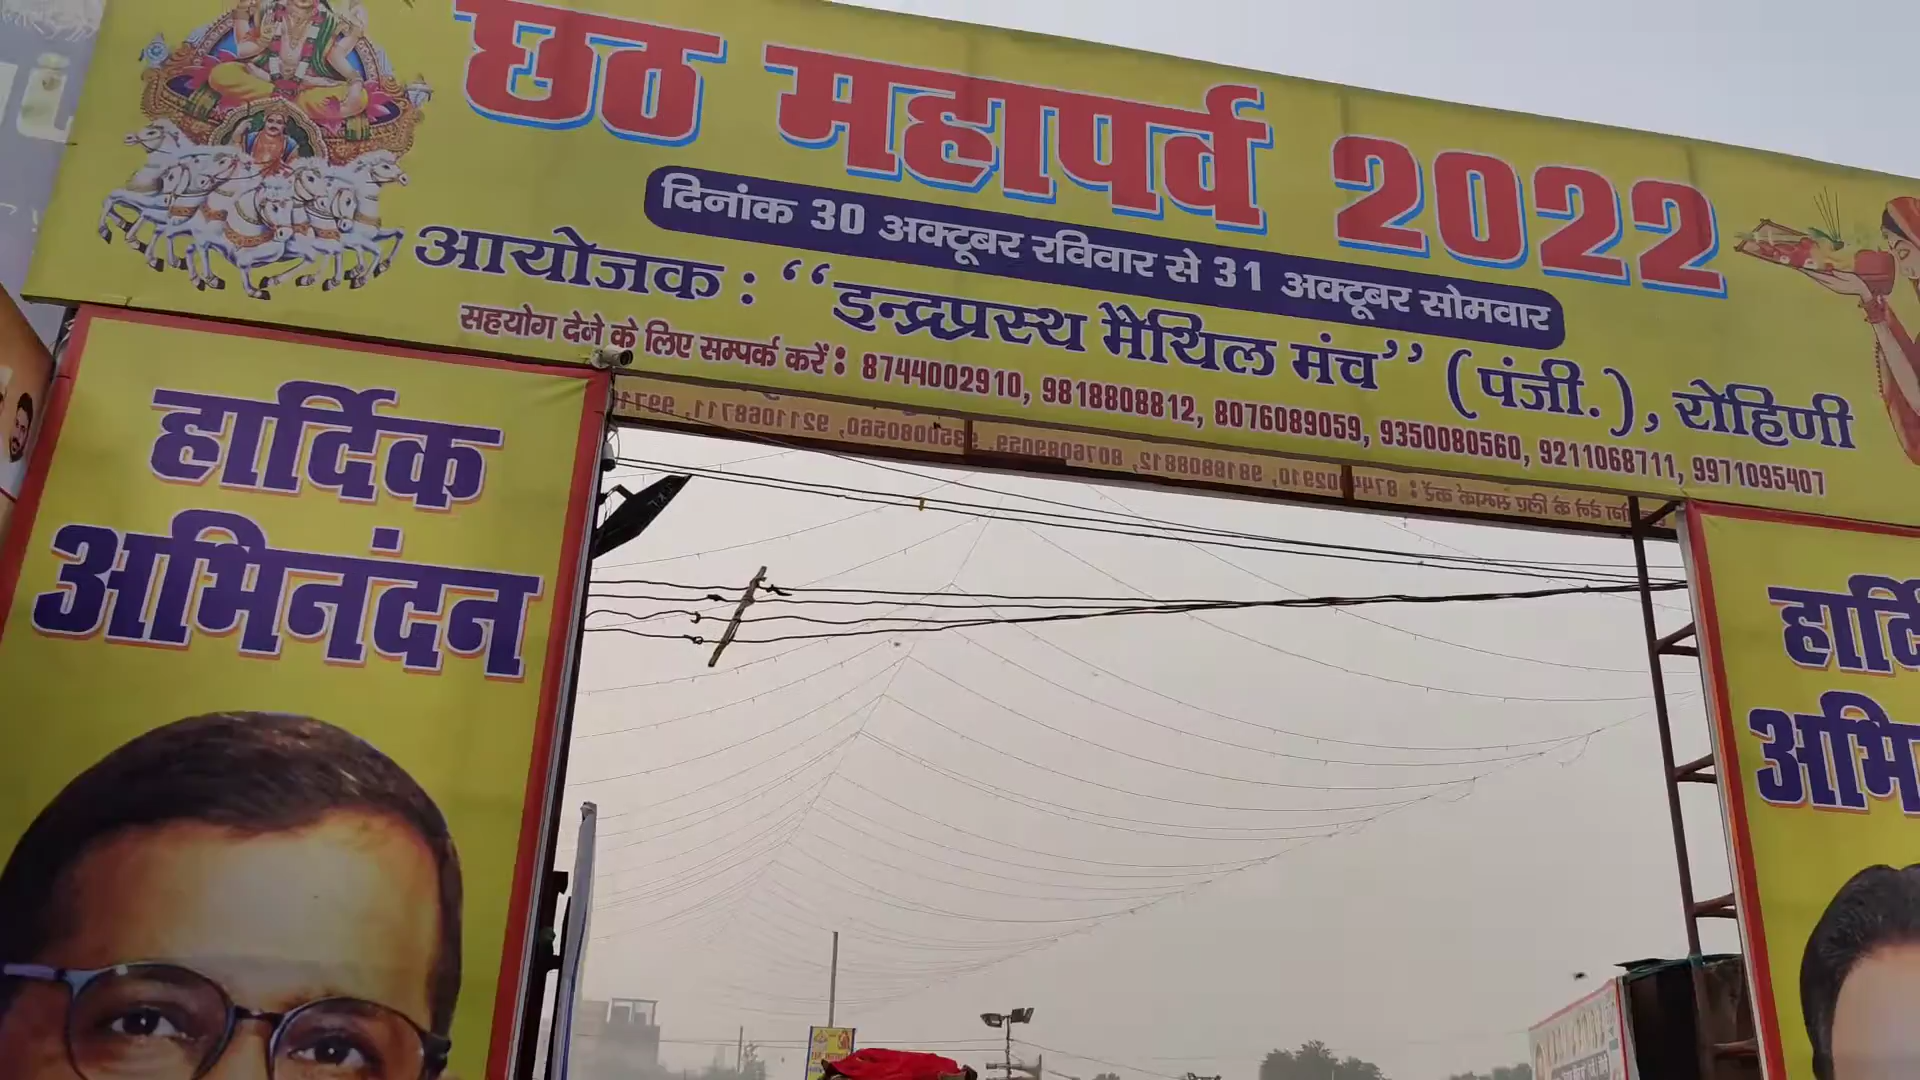 छठ महापर्व 2022
दिनांक 30 अक्टूबर रविवार से 31 अक्टूबर सोमवार
आयोजक : "इन्द्रप्रस्थ मैथिल मंच" (पंजी.), रोहिणी
सहयोग देने के लिए सम्पर्क करें : 8744002910, 9818808812, 8076089059, 9350080560, 9211068711, 9971095407
हार्दिक
अभिनंदन